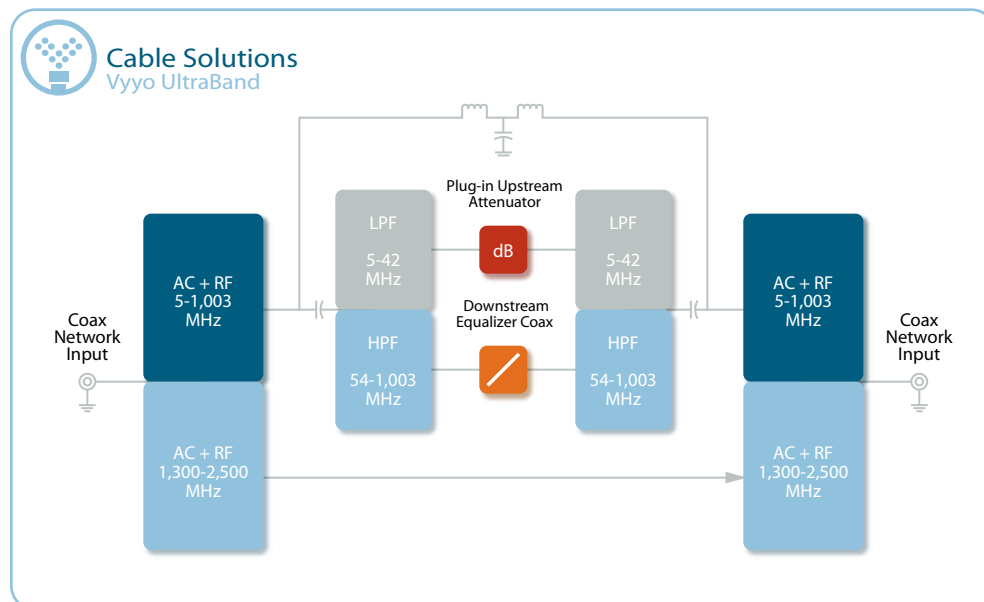 Cable Solutions
Vyyo UltraBand
Plug-in Upstream
Attenuator
LPF
5-42
MHz
dB
LPF
5-42
MHz
AC + RF
5-1,003
MHz
AC + RF
5-1,003
MHz
Coax
Network
Input
Downstream
Equalizer Coax
Coax
Network
Input
HPF
54-1,003
MHz
HPF
54-1,003
MHz
AC + RF
1,300-2,500
MHz
AC + RF
1,300-2,500
MHz